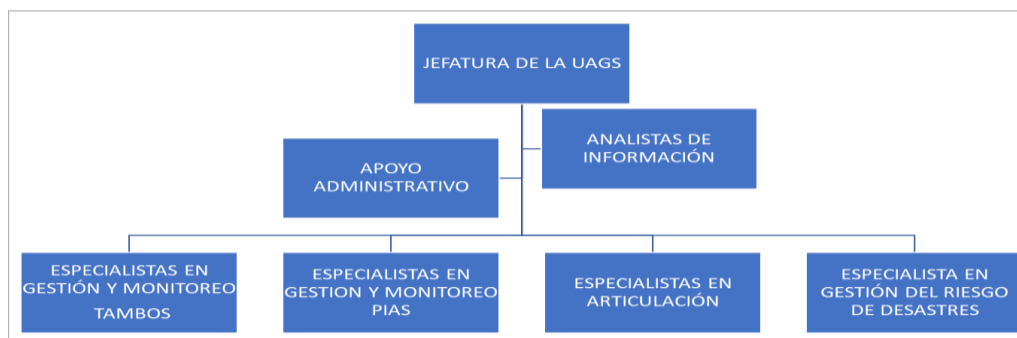 JEFATURA DE LA UAGS
ANALISTAS DE
INFORMACIÓN
APOYO
ADMINISTRATIVO
ESPECIALISTAS EN
GESTIÓN Y MONITOREO
TAMBOS
ESPECIALISTAS EN
GESTION Y MONITOREO
PIAS
ESPECIALISTAS EN
ARTICULACIÓN
ESPECIALISTA EN
GESTIÓN DEL RIESGO
DE DESASTRES